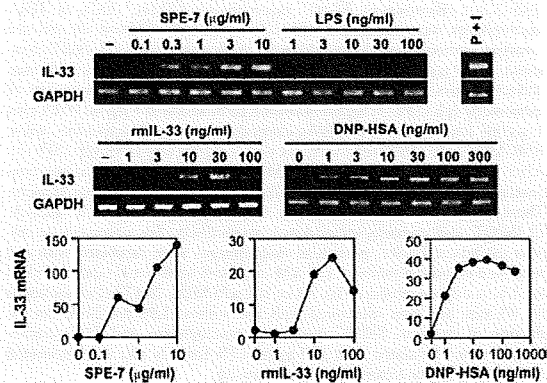 SPE-7 (μg/ml) LPS (ng/ml) P + I
– 0.1 0.3 1 3 10 1 3 10 30 100
IL-33
GAPDH
rmIL-33 (ng/ml) DNP-HSA (ng/ml)
– 1 3 10 30 100 0 1 3 10 30 100 300
IL-33
GAPDH
IL-33 mRNA
150 100 50 0
0 0.1 1 10
SPE-7 (μg/ml)
30 20 10 0
0 1 10 100
rmIL-33 (ng/ml)
50 40 30 20 10 0
0 1 10 100 1000
DNP-HSA (ng/ml)